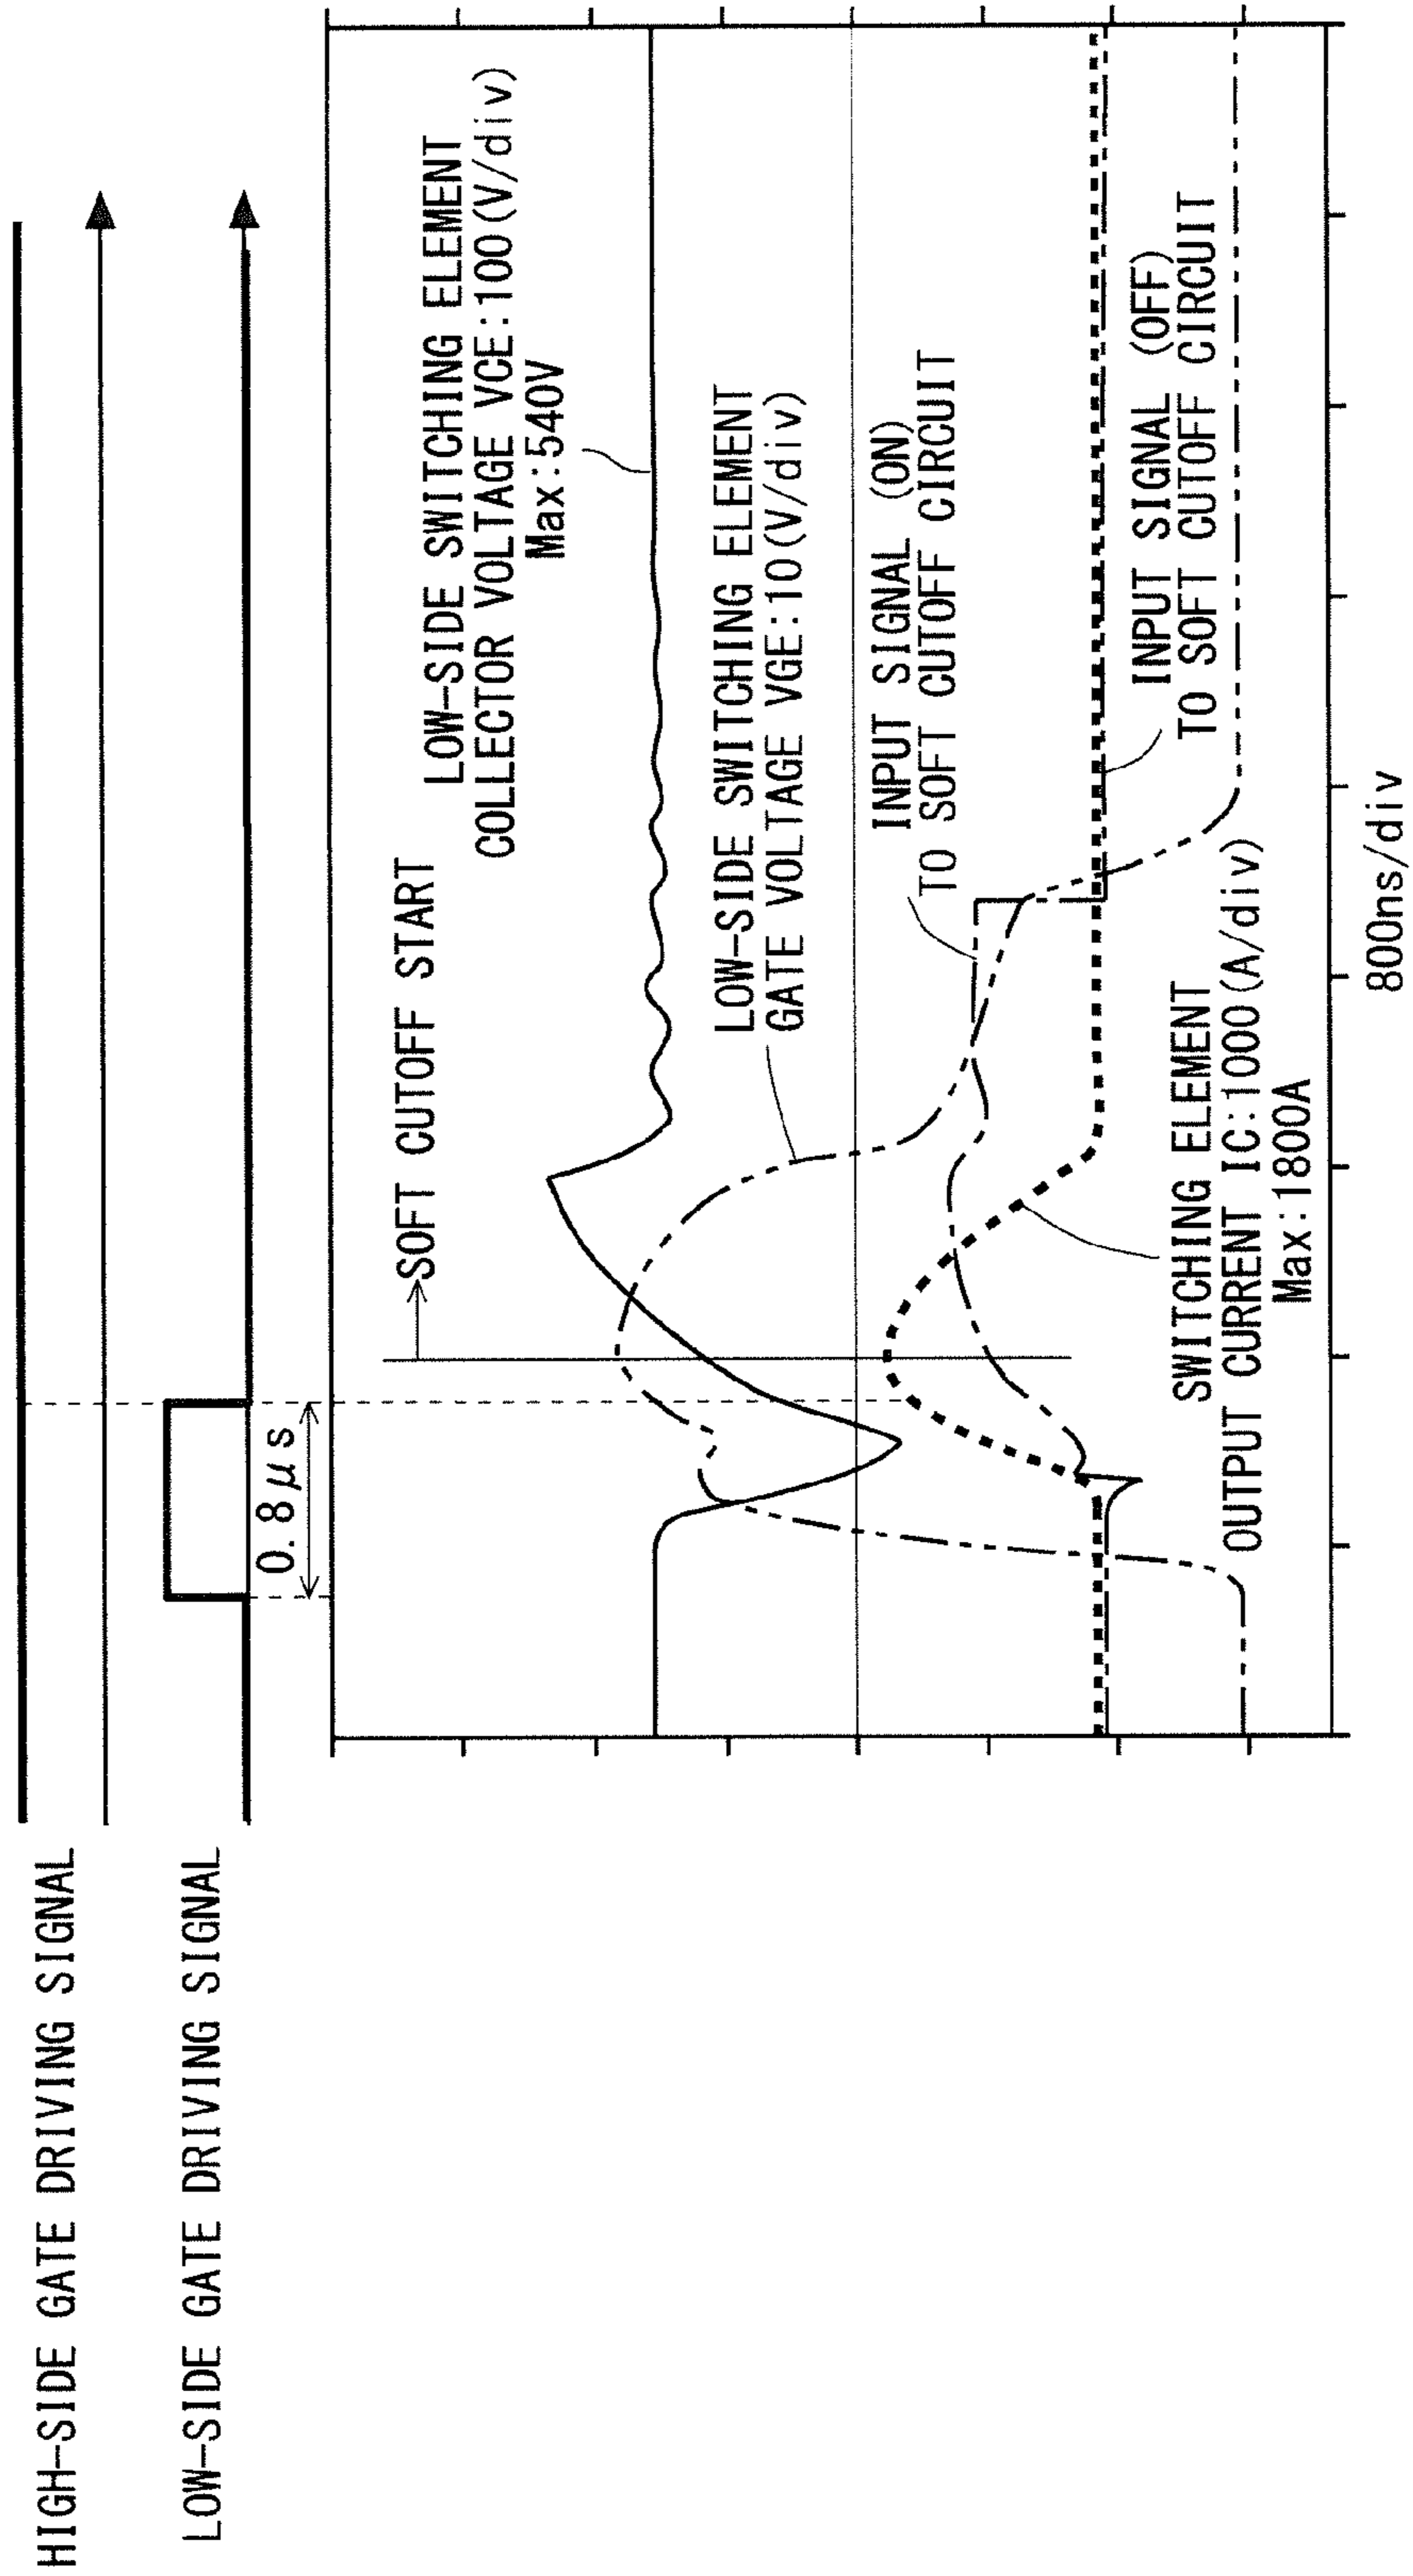 HIGH-SIDE GATE DRIVING SIGNAL
LOW-SIDE GATE DRIVING SIGNAL
0.8μs
SOFT CUTOFF START
LOW-SIDE SWITCHING ELEMENT
COLLECTOR VOLTAGE VCE:100(V/div)
Max:540V
LOW-SIDE SWITCHING ELEMENT
GATE VOLTAGE VGE:10(V/div)
INPUT SIGNAL (ON)
TO SOFT CUTOFF CIRCUIT
INPUT SIGNAL (OFF)
TO SOFT CUTOFF CIRCUIT
SWITCHING ELEMENT
OUTPUT CURRENT IC:1000(A/div)
Max:1800A
800ns/div